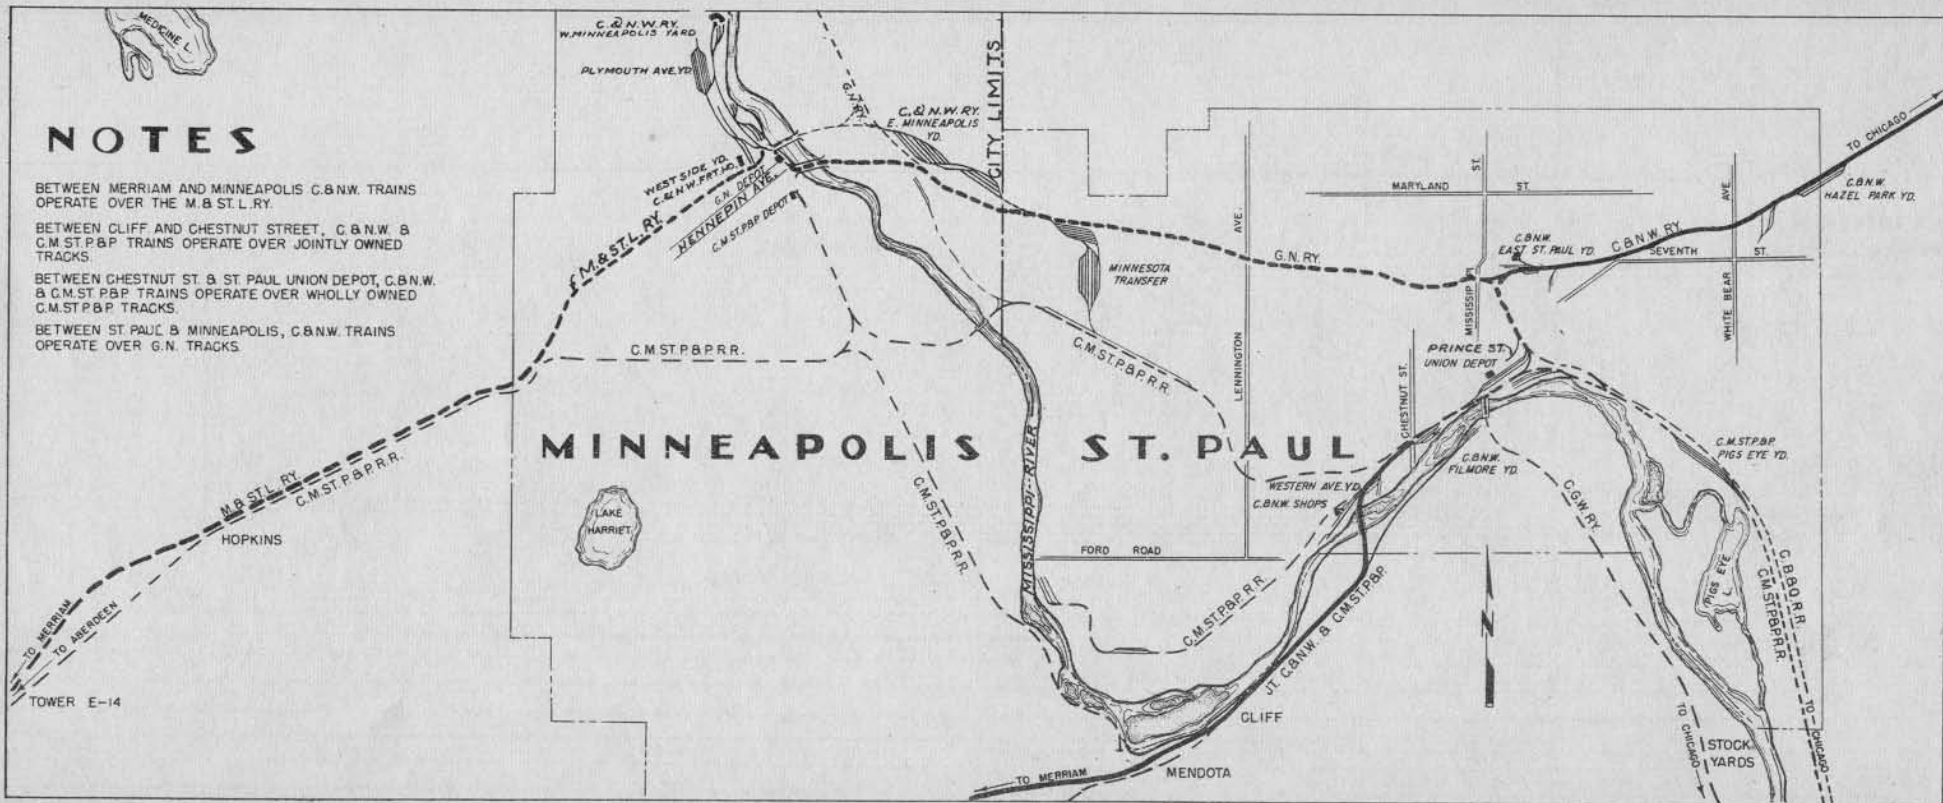 MEDICINE L.
C.&N.W.RY.
W.MINNEAPOLIS YARD
PLYMOUTH AVE.YD.
NOTES
BETWEEN MERRIAM AND MINNEAPOLIS C.&N.W. TRAINS
OPERATE OVER THE M.& ST. L.RY.
BETWEEN CLIFF AND CHESTNUT STREET, C.&N.W. &
C.M.ST.P.&P TRAINS OPERATE OVER JOINTLY OWNED
TRACKS.
BETWEEN CHESTNUT ST. & ST. PAUL UNION DEPOT, C.&N.W.
& C.M.ST.P.&P TRAINS OPERATE OVER WHOLLY OWNED
C.M.ST.P.&P. TRACKS.
BETWEEN ST. PAUL & MINNEAPOLIS, C.&N.W. TRAINS
OPERATE OVER G.N. TRACKS.
G.N.RY.
C.&N.W.RY.
E. MINNEAPOLIS
YD.
CITY LIMITS
WEST SIDE YD.
C.&N.W.FRT.HO.
G.N. DEPOT
HENNEPIN AVE.
C.M.ST.P.&P DEPOT
M.&ST.L.RY.
MINNESOTA
TRANSFER
G.N.RY.
LENNINGTON AVE.
MARYLAND ST.
MISSISSIPPI ST.
C.&N.W.
EAST ST.PAUL YD.
C.&N.W.RY.
SEVENTH ST.
WHITE BEAR AVE
C.&N.W.
HAZEL PARK YD.
TO CHICAGO
C.M.ST.P.&P.R.R.
C.M.ST.P.&P.R.R.
PRINCE ST.
UNION DEPOT
CHESTNUT ST.
MINNEAPOLIS
ST. PAUL
MISSISSIPPI--RIVER
C.M.ST.P.&P.
PIGS EYE YD.
C.&N.W.
FILMORE YD.
WESTERN AVE.YD.
C.&N.W. SHOPS
M.& ST.L. RY.
C.M.ST.P.&P.R.R.
HOPKINS
LAKE
HARRIET
C.M.ST.P.&P.R.R.
FORD ROAD
C.G.W.RY.
PIGS EYE L.
C.B.&Q.R.R.
C.M.ST.P.&P.R.R.
C.M.ST.P.&P.R.R.
JT. C.&N.W. & C.M.ST.P.&P.
N
TO MERRIAM
TO ABERDEEN
TOWER E-14
CLIFF
MENDOTA
TO MERRIAM
TO CHICAGO
STOCK
YARDS
TO CHICAGO